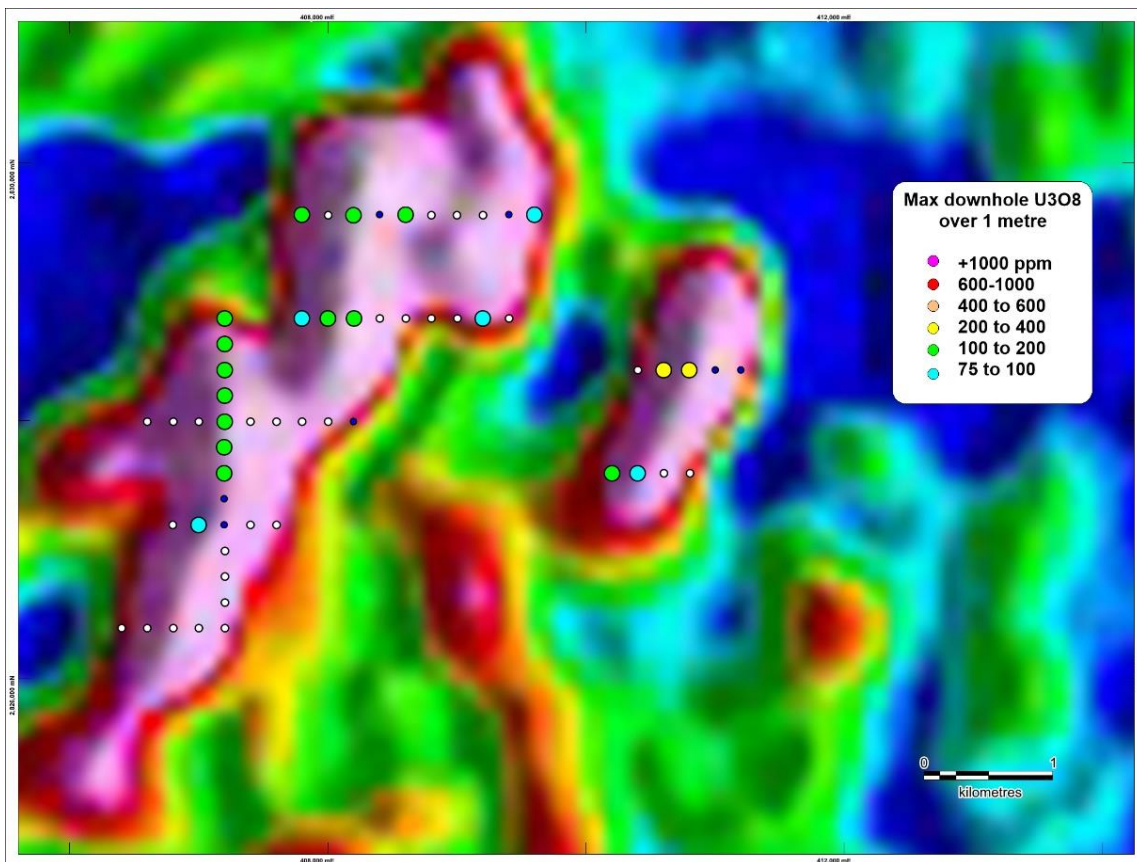 408,000 mE
412,000 mE
2,830,000 mN
Max downhole U3O8
over 1 metre
+1000 ppm
600-1000
400 to 600
200 to 400
100 to 200
75 to 100
2,826,000 mN
0 1
kilometres
408,000 mE
412,000 mE